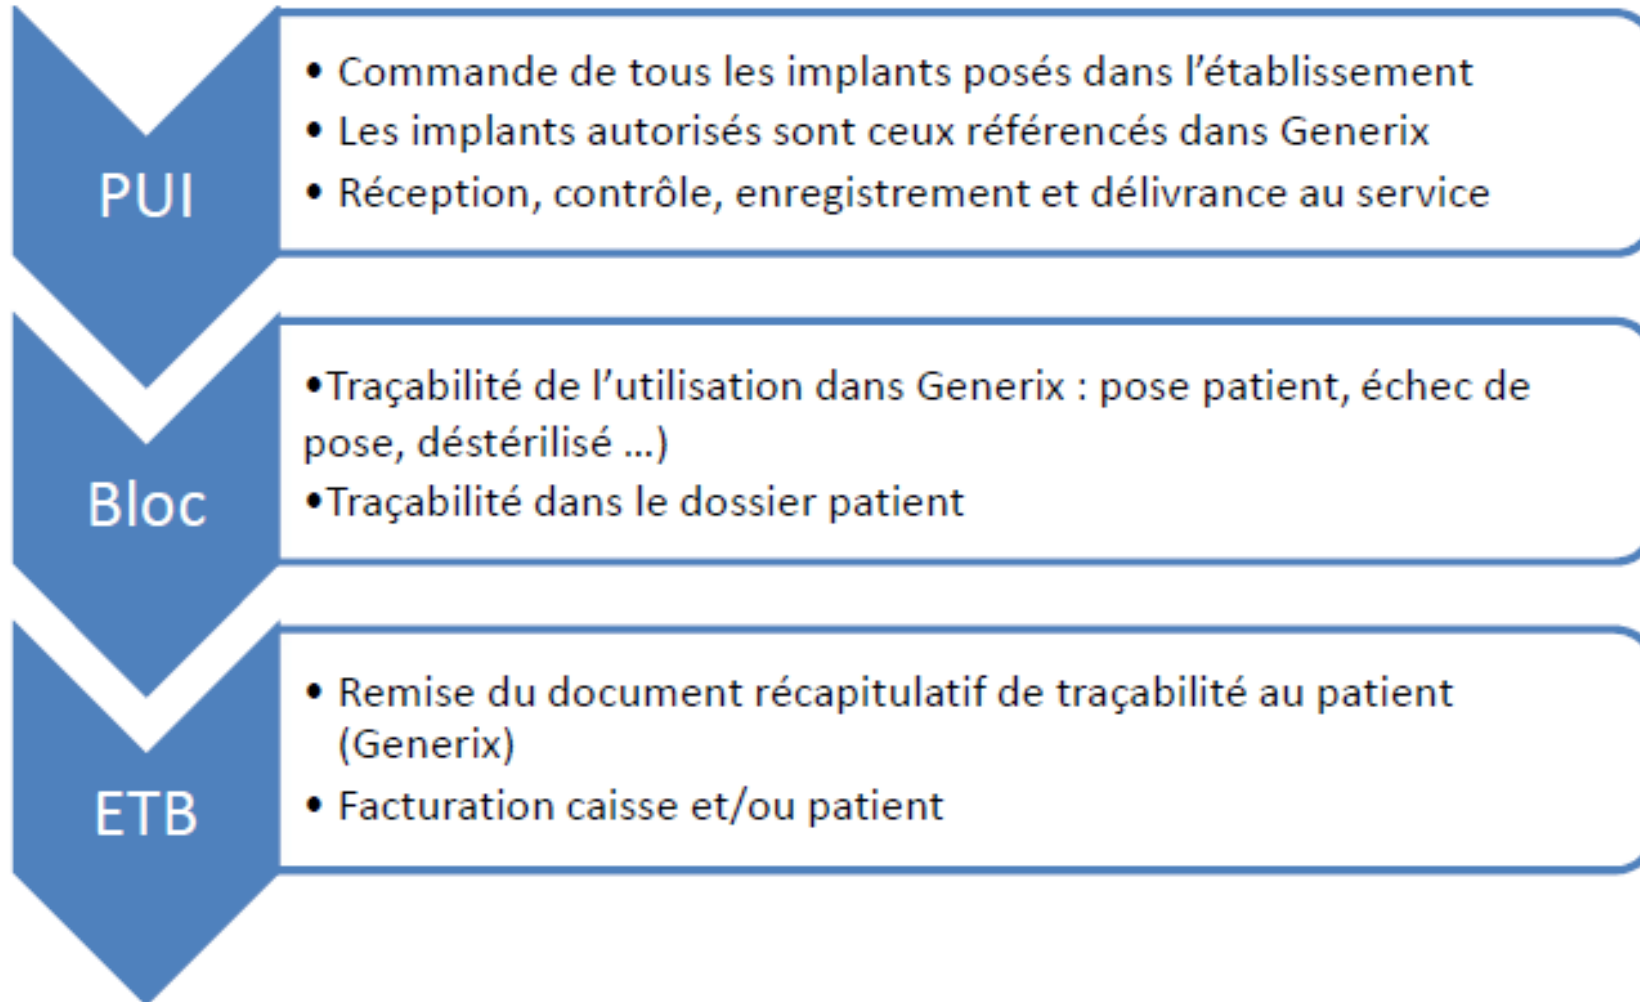 PUI
• Commande de tous les implants posés dans l'établissement
• Les implants autorisés sont ceux référencés dans Generix
• Réception, contrôle, enregistrement et délivrance au service
Bloc
•Traçabilité de l'utilisation dans Generix : pose patient, échec de
pose, déstérilisé ...)
•Traçabilité dans le dossier patient
ETB
• Remise du document récapitulatif de traçabilité au patient
(Generix)
• Facturation caisse et/ou patient